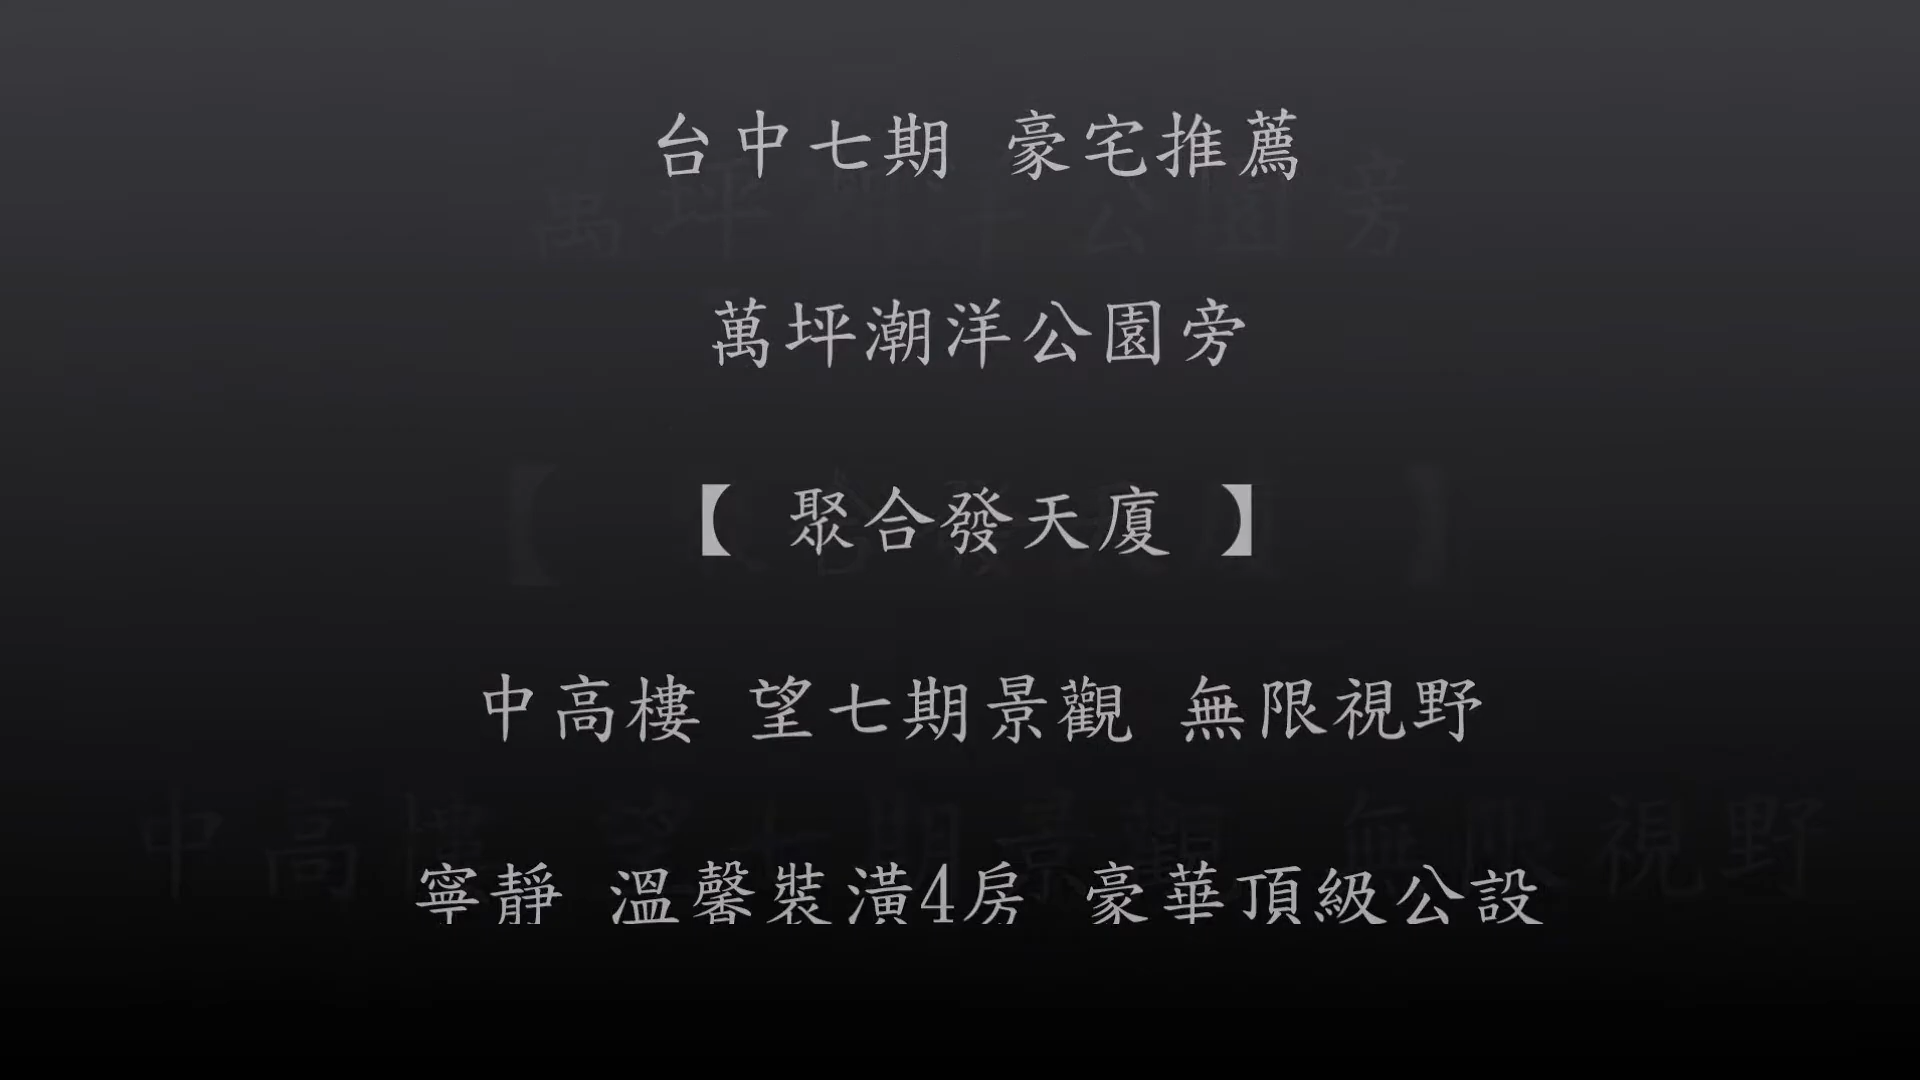 台中七期 豪宅推薦
萬坪潮洋公園旁
【 聚合發天廈 】
中高樓 望七期景觀 無限視野
寧靜 溫馨裝潢4房 豪華頂級公設